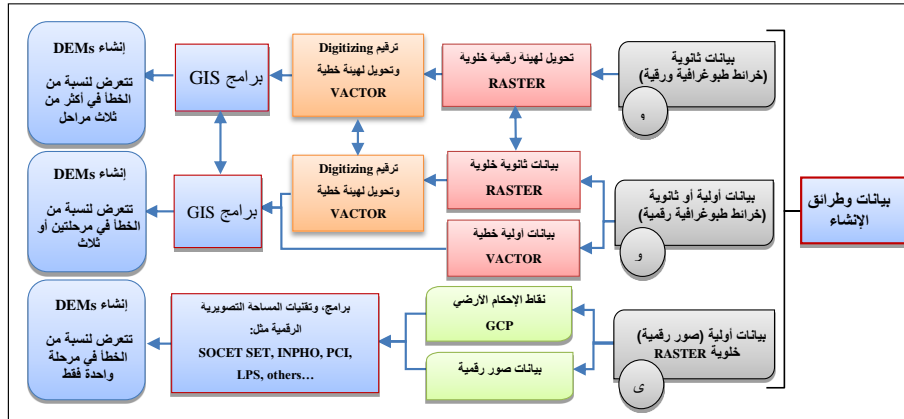 بيانات وطرائق
الإنشاء
بيانات ثانوية
(خرائط طبوغرافية ورقية)
و
تحويل لهيئة رقمية خلوية
RASTER
ترقيم Digitizing
وتحويل لهيئة خطية
VACTOR
برامج GIS
إنشاء DEMs
تتعرض لنسبة من
الخطأ في أكثر من
ثلاث مراحل
بيانات أولية أو ثانوية
(خرائط طبوغرافية رقمية)
و
بيانات ثانوية خلوية
RASTER
بيانات أولية خطية
VACTOR
ترقيم Digitizing
وتحويل لهيئة خطية
VACTOR
برامج GIS
إنشاء DEMs
تتعرض لنسبة من
الخطأ في مرحلتين أو
ثلاث
بيانات أولية (صور رقمية)
خلوية RASTER
ى
نقاط الإحكام الأرضي
GCP
بيانات صور رقمية
برامج، وتقنيات المساحة التصويرية
الرقمية مثل:
SOCET SET, INPHO, PCI,
LPS, others…
إنشاء DEMs
تتعرض لنسبة من
الخطأ في مرحلة
واحدة فقط